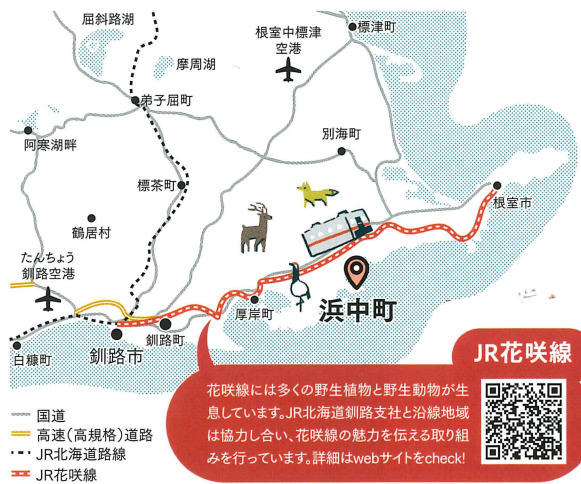 屈斜路湖
摩周湖
根室中標津
空港
標津町
弟子屈町
阿寒湖畔
別海町
標茶町
根室市
鶴居村
たんちょう
釧路空港
浜中町
厚岸町
釧路町
釧路市
白糠町
JR花咲線
花咲線には多くの野生植物と野生動物が生
息しています。JR北海道釧路支社と沿線地域
は協力し合い、花咲線の魅力を伝える取り組
みを行っています。詳細はwebサイトをcheck!
国道
高速(高規格)道路
JR北海道路線
JR花咲線